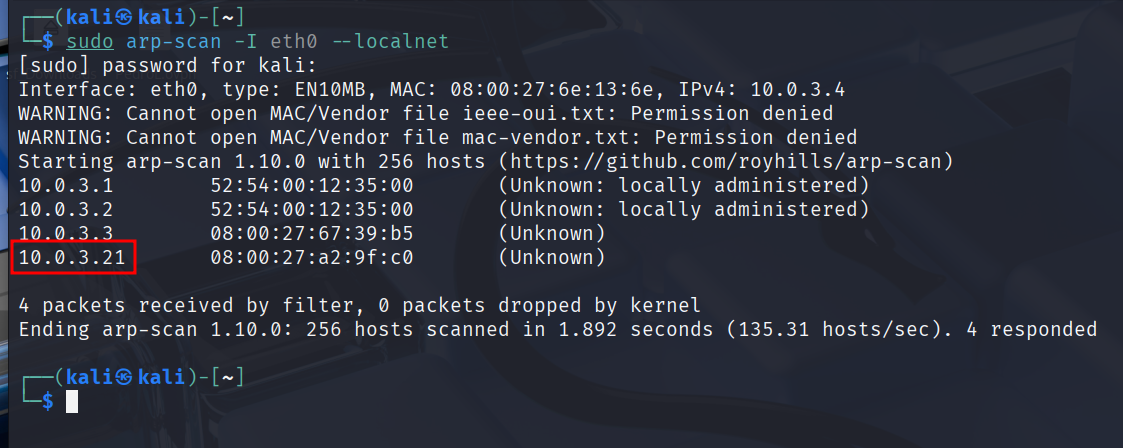 ┌──(kali㉿kali)-[~]
└─$ sudo arp-scan -I eth0 --localnet
[sudo] password for kali:
Interface: eth0, type: EN10MB, MAC: 08:00:27:6e:13:6e, IPv4: 10.0.3.4
WARNING: Cannot open MAC/Vendor file ieee-oui.txt: Permission denied
WARNING: Cannot open MAC/Vendor file mac-vendor.txt: Permission denied
Starting arp-scan 1.10.0 with 256 hosts (https://github.com/royhills/arp-scan)
10.0.3.1 52:54:00:12:35:00 (Unknown: locally administered)
10.0.3.2 52:54:00:12:35:00 (Unknown: locally administered)
10.0.3.3 08:00:27:67:39:b5 (Unknown)
10.0.3.21 08:00:27:a2:9f:c0 (Unknown)
4 packets received by filter, 0 packets dropped by kernel
Ending arp-scan 1.10.0: 256 hosts scanned in 1.892 seconds (135.31 hosts/sec). 4 responded
┌──(kali㉿kali)-[~]
└─$